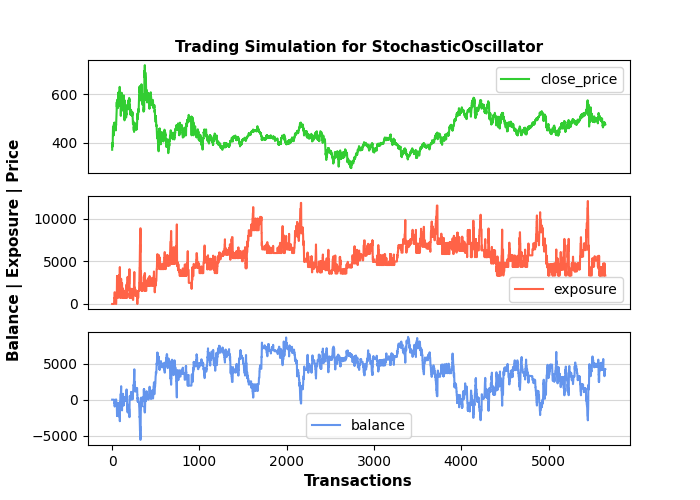 Trading Simulation for StochasticOscillator
Balance | Exposure | Price
600
400
close_price
10000
5000
0
exposure
5000
0
−5000
balance
0 1000 2000 3000 4000 5000
Transactions